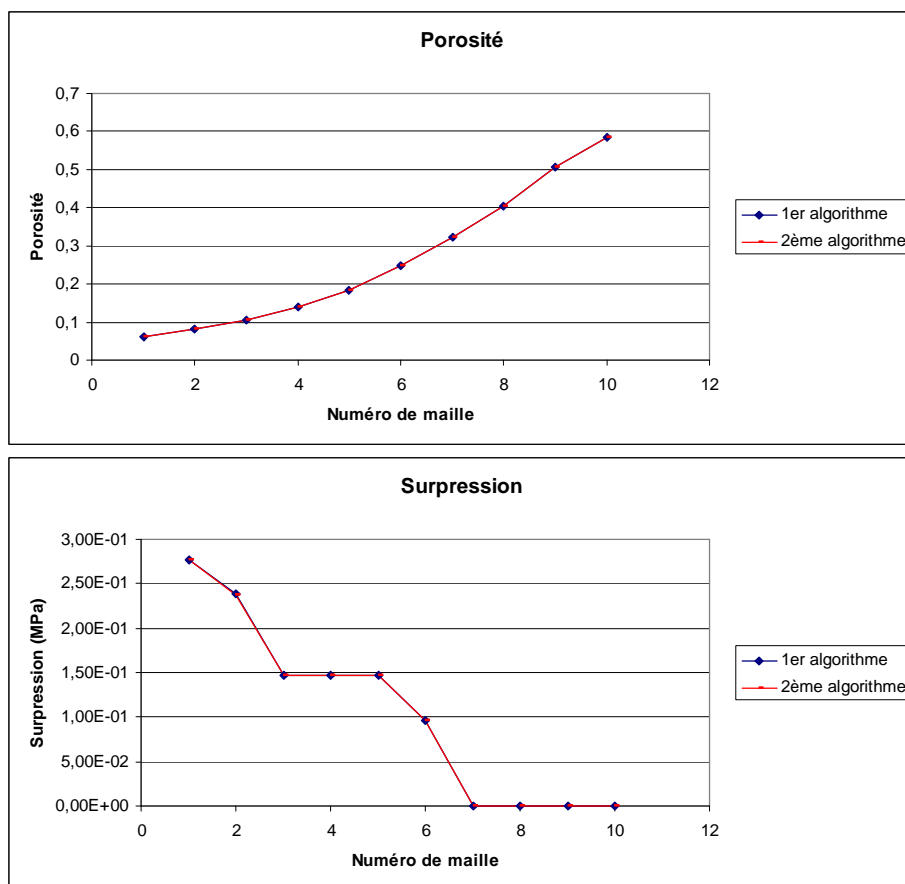 Porosité
0,7
0,6
0,5
0,4
0,3
0,2
0,1
0
Porosité
0 2 4 6 8 10 12
Numéro de maille
1er algorithme
2ème algorithme
Surpression
3,00E-01
2,50E-01
2,00E-01
1,50E-01
1,00E-01
5,00E-02
0,00E+00
Surpression (MPa)
0 2 4 6 8 10 12
Numéro de maille
1er algorithme
2ème algorithme